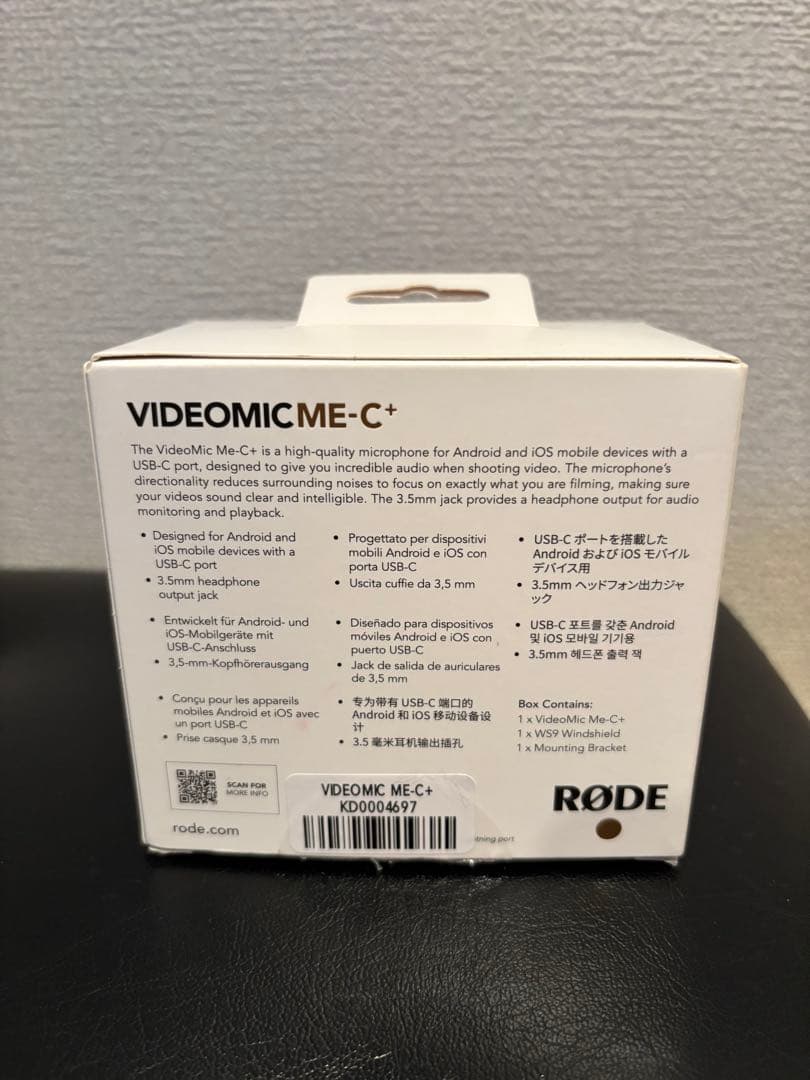 VIDEOMIC ME-C+
The VideoMic Me-C+ is a high-quality microphone for Android and iOS mobile devices with a
USB-C port, designed to give you incredible audio when shooting video. The microphone's
directionality reduces surrounding noises to focus on exactly what you are filming, making sure
your videos sound clear and intelligible. The 3.5mm jack provides a headphone output for audio
monitoring and playback.
• Designed for Android and
iOS mobile devices with a
USB-C port
• 3.5mm headphone
output jack
• Entwickelt für Android- und
iOS-Mobilgeräte mit
USB-C-Anschluss
• 3,5-mm-Kopfhörerausgang
• Conçu pour les appareils
mobiles Android et iOS avec
un port USB-C
• Prise casque 3,5 mm
• Progettato per dispositivi
mobili Android e iOS con
porta USB-C
• Uscita cuffie da 3,5 mm
• Diseñado para dispositivos
móviles Android e iOS con
puerto USB-C
• Jack de salida de auriculares
de 3,5 mm
• 专为带有 USB-C 端口的
Android 和 iOS 移动设备设
计
• 3.5 毫米耳机输出插孔
• USB-C ポートを搭載した
Android および iOS モバイル
デバイス用
• 3.5mm ヘッドフォン出力ジャ
ック
• USB-C 포트를 갖춘 Android
및 iOS 모바일 기기용
• 3.5mm 헤드폰 출력 잭
Box Contains:
1 x VideoMic Me-C+
1 x WS9 Windshield
1 x Mounting Bracket
SCAN FOR
MORE INFO
rode.com
VIDEOMIC ME-C+
KD0004697
port
RØDE